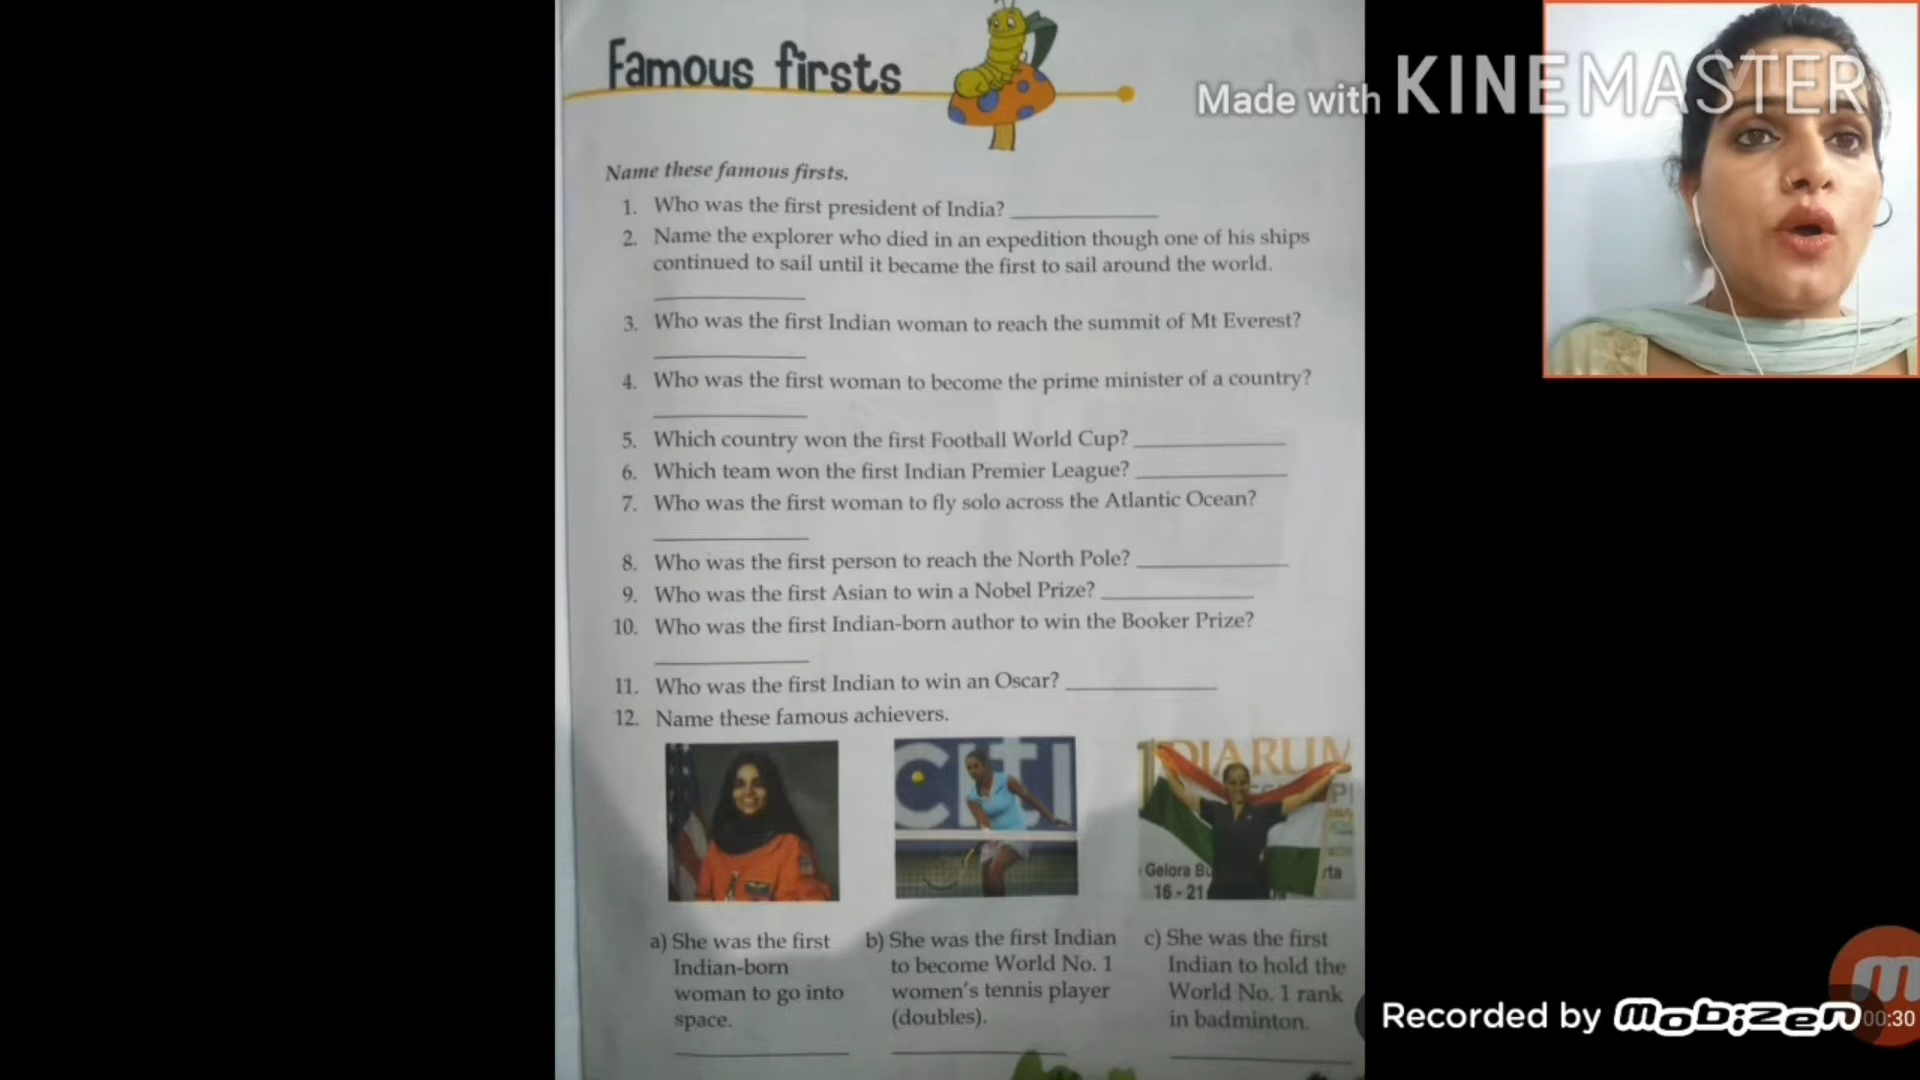 Famous firsts
Made with KINEMASTER
Name these famous firsts.
1. Who was the first president of India?
2. Name the explorer who died in an expedition though one of his ships
continued to sail until it became the first to sail around the world.
3. Who was the first Indian woman to reach the summit of Mt Everest?
4. Who was the first woman to become the prime minister of a country?
5. Which country won the first Football World Cup?
6. Which team won the first Indian Premier League?
7. Who was the first woman to fly solo across the Atlantic Ocean?
8. Who was the first person to reach the North Pole?
9. Who was the first Asian to win a Nobel Prize?
10. Who was the first Indian-born author to win the Booker Prize?
11. Who was the first Indian to win an Oscar?
12. Name these famous achievers.
citi
Gelora
16 - 21
a) She was the first
Indian-born
woman to go into
space.
b) She was the first Indian
to become World No. 1
women's tennis player
(doubles).
c) She was the first
Indian to hold the
World No. 1 rank
in badminton.
Recorded by mobizen
00:30